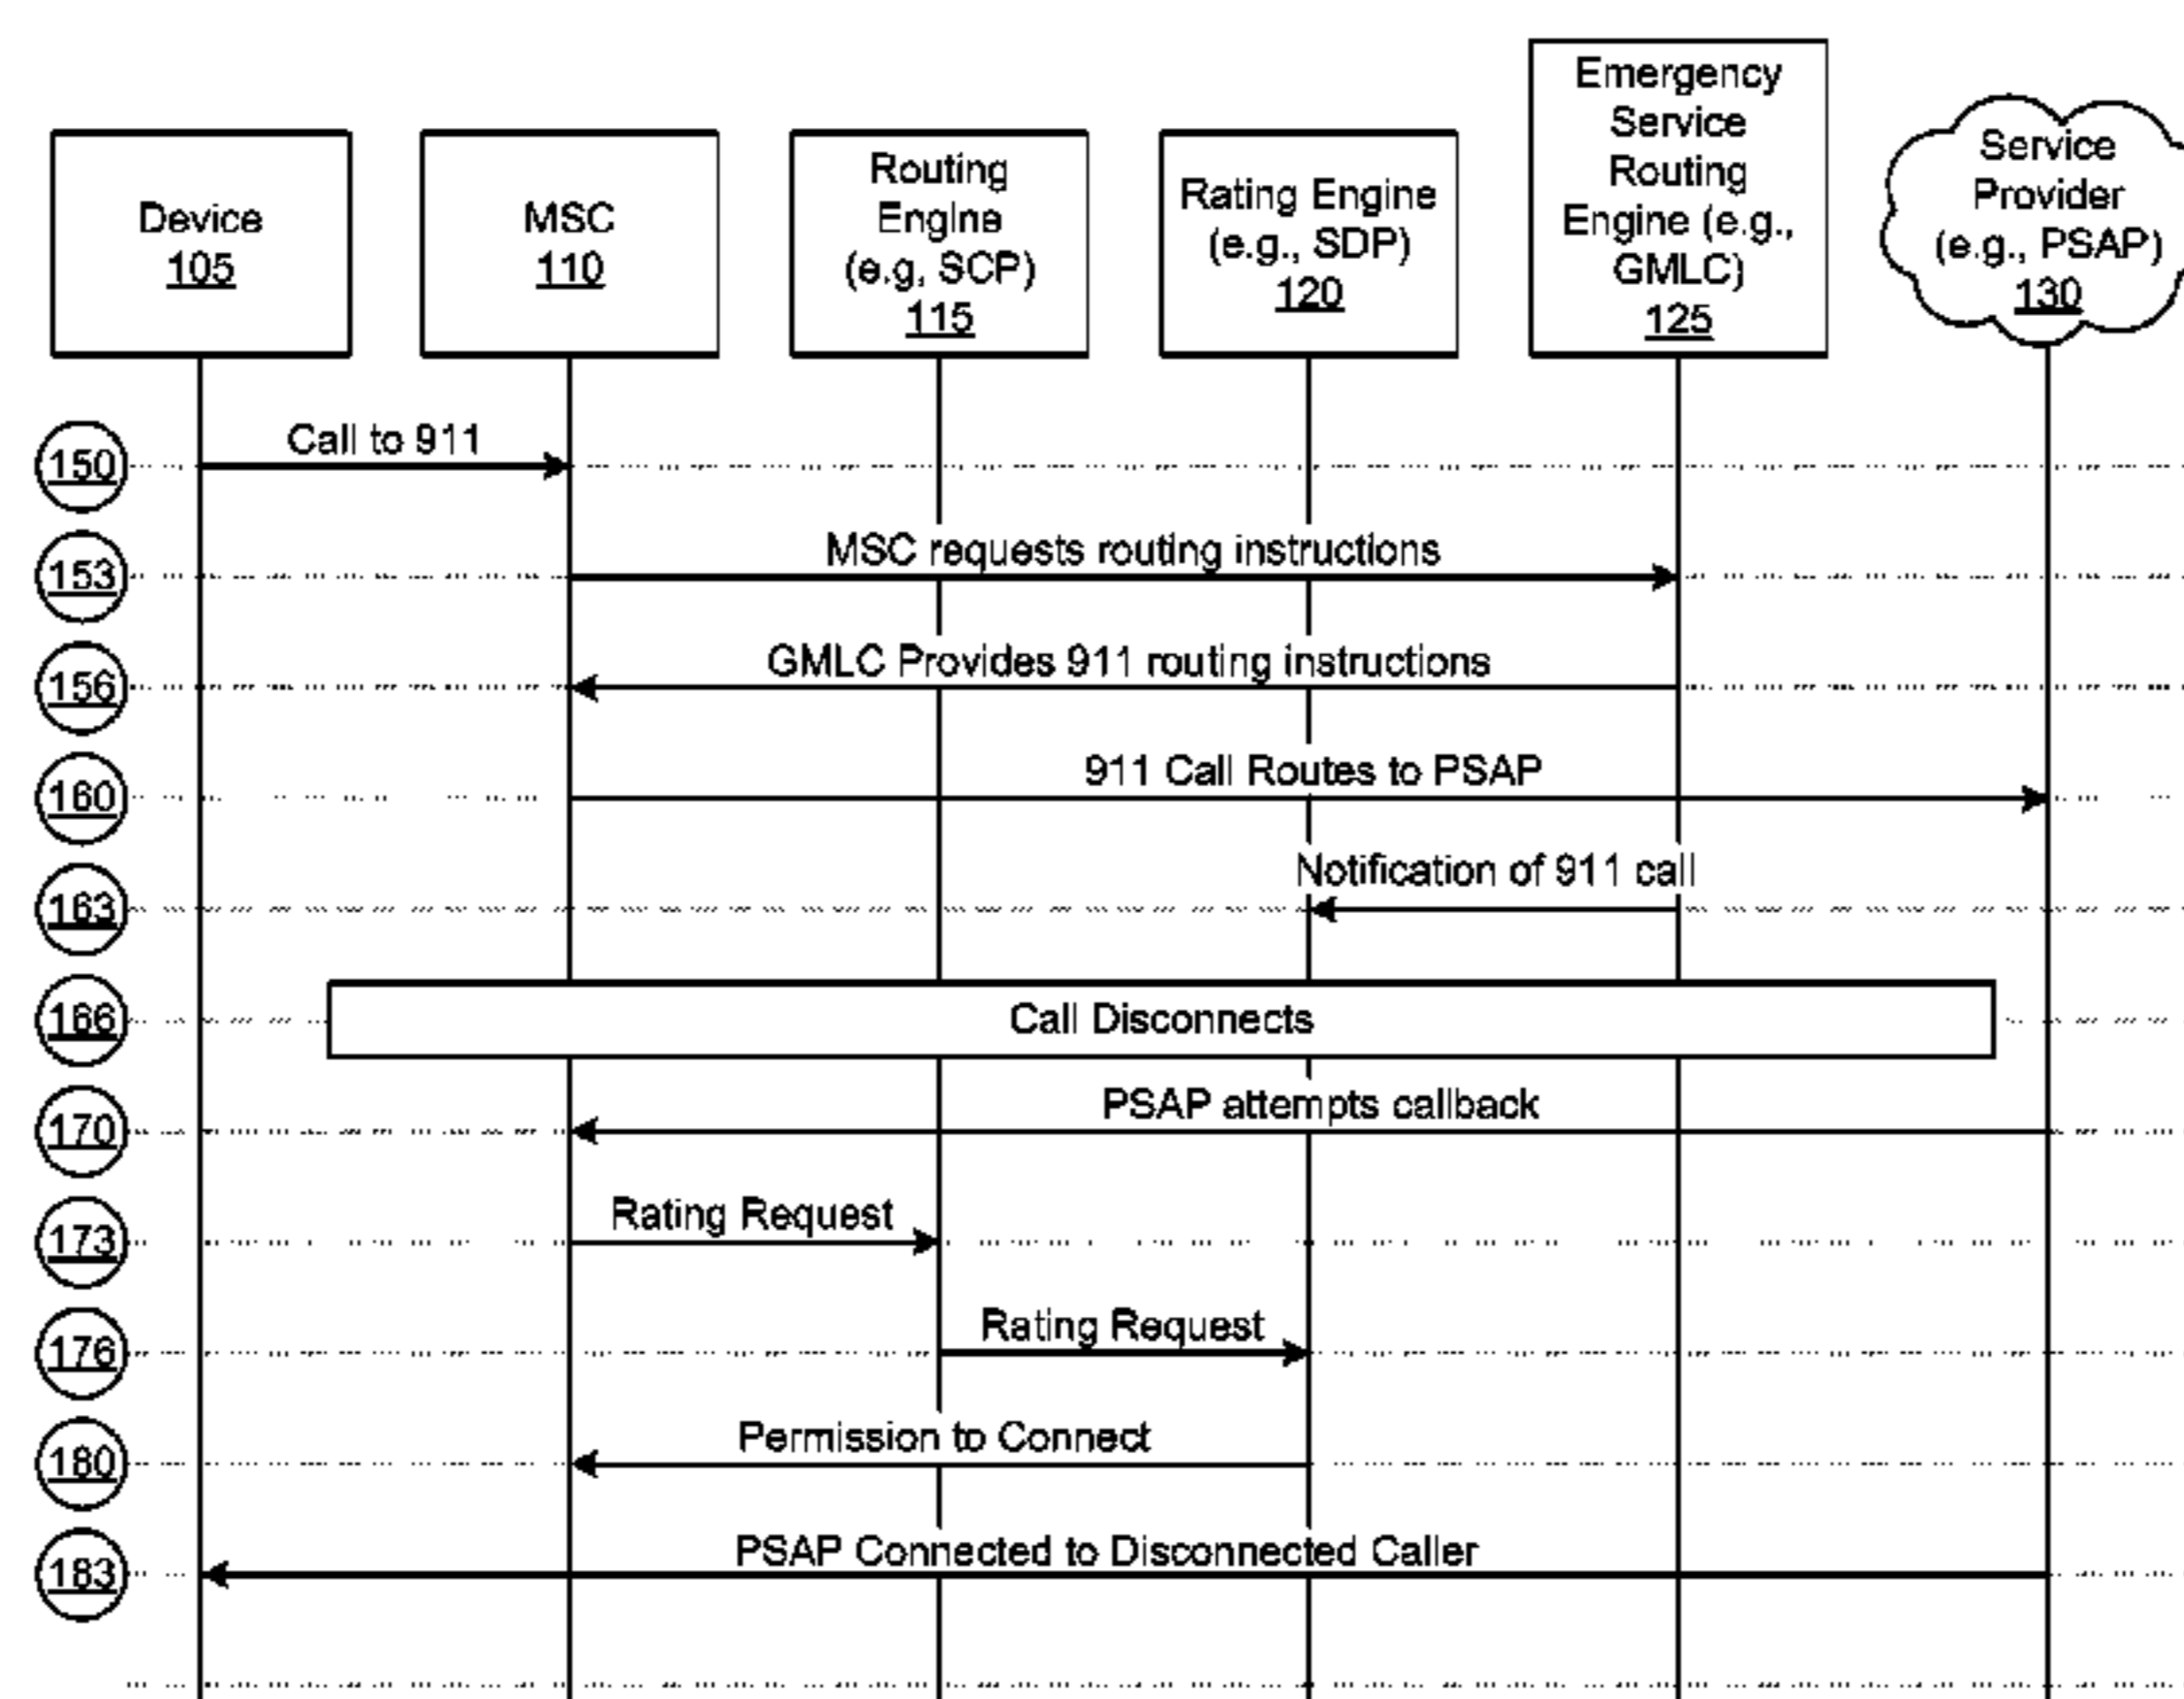 Device
105
MSC
110
Routing
Engine
(e.g, SCP)
115
Rating Engine
(e.g., SDP)
120
Emergency
Service
Routing
Engine (e.g.,
GMLC)
125
Service
Provider
(e.g., PSAP)
130
150
Call to 911
153
MSC requests routing instructions
156
GMLC Provides 911 routing instructions
160
911 Call Routes to PSAP
163
Notification of 911 call
166
Call Disconnects
170
PSAP attempts callback
173
Rating Request
176
Rating Request
180
Permission to Connect
183
PSAP Connected to Disconnected Caller